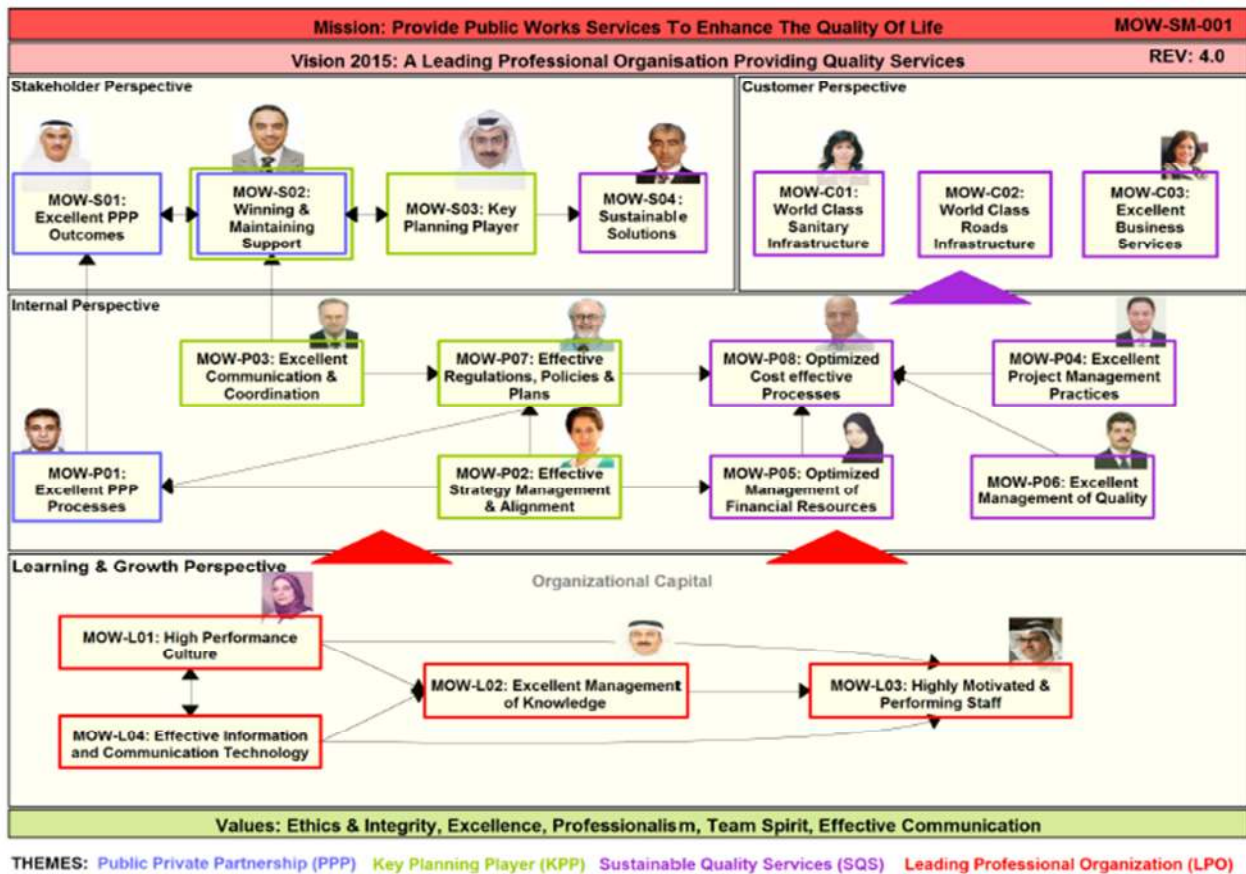 Mission: Provide Public Works Services To Enhance The Quality Of Life
MOW-SM-001
Vision 2015: A Leading Professional Organisation Providing Quality Services
REV: 4.0
Stakeholder Perspective
MOW-S01:
Excellent PPP
Outcomes
MOW-S02:
Winning &
Maintaining
Support
MOW-S03: Key
Planning Player
MOW-S04:
Sustainable
Solutions
Customer Perspective
MOW-C01:
World Class
Sanitary
Infrastructure
MOW-C02:
World Class
Roads
Infrastructure
MOW-C03:
Excellent
Business
Services
Internal Perspective
MOW-P03: Excellent
Communication &
Coordination
MOW-P07: Effective
Regulations, Policies &
Plans
MOW-P08: Optimized
Cost effective
Processes
MOW-P04: Excellent
Project Management
Practices
MOW-P01:
Excellent PPP
Processes
MOW-P02: Effective
Strategy Management
& Alignment
MOW-P05: Optimized
Management of
Financial Resources
MOW-P06: Excellent
Management of Quality
Learning & Growth Perspective
Organizational Capital
MOW-L01: High Performance
Culture
MOW-L02: Excellent Management
of Knowledge
MOW-L03: Highly Motivated &
Performing Staff
MOW-L04: Effective Information
and Communication Technology
Values: Ethics & Integrity, Excellence, Professionalism, Team Spirit, Effective Communication
THEMES: Public Private Partnership (PPP) Key Planning Player (KPP) Sustainable Quality Services (SQS) Leading Professional Organization (LPO)